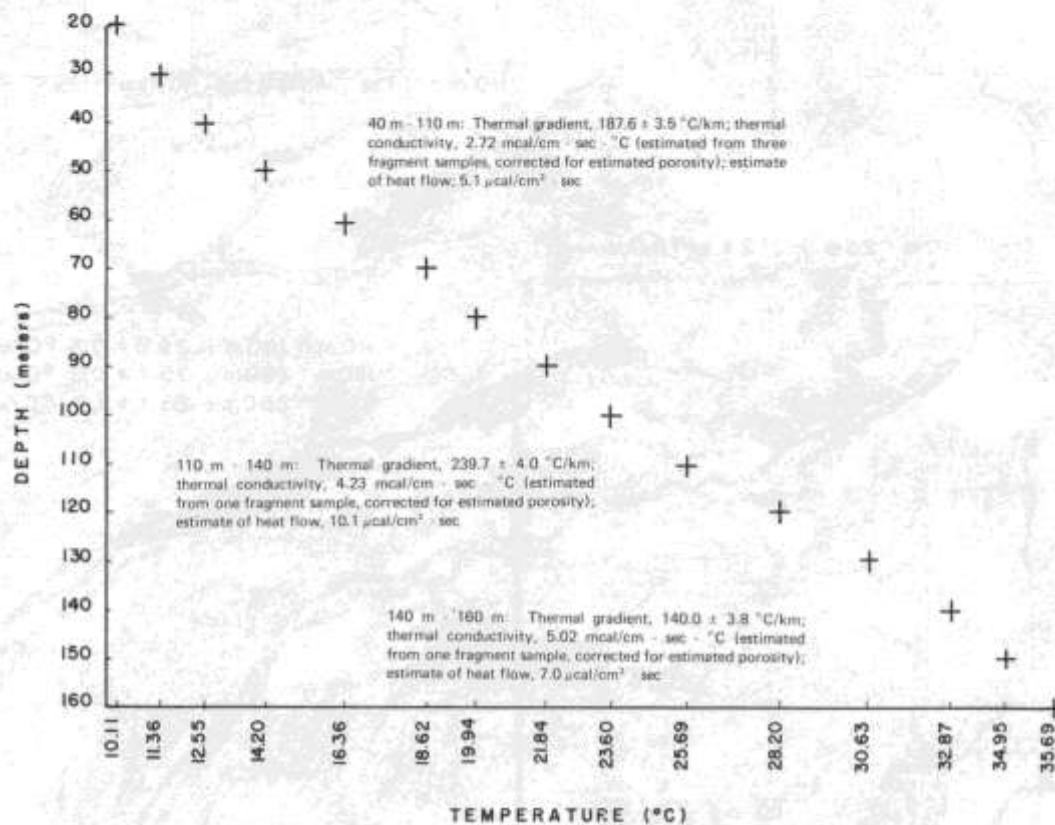 20
30
40
50
60
70
80
90
100
110
120
130
140
150
160
DEPTH (meters)
40 m - 110 m: Thermal gradient, 187.6 ± 3.5 °C/km; thermal
conductivity, 2.72 mcal/cm · sec · °C (estimated from three
fragment samples, corrected for estimated porosity); estimate
of heat flow, 5.1 μcal/cm² · sec
110 m - 140 m: Thermal gradient, 239.7 ± 4.0 °C/km;
thermal conductivity, 4.23 mcal/cm · sec · °C (estimated
from one fragment sample, corrected for estimated porosity);
estimate of heat flow, 10.1 μcal/cm² · sec
140 m - 160 m: Thermal gradient, 140.0 ± 3.8 °C/km;
thermal conductivity, 5.02 mcal/cm · sec · °C (estimated
from one fragment sample, corrected for estimated porosity);
estimate of heat flow, 7.0 μcal/cm² · sec
10.11
11.36
12.55
14.20
16.36
18.62
19.94
21.84
23.60
25.69
28.20
30.63
32.87
34.95
35.69
TEMPERATURE (°C)